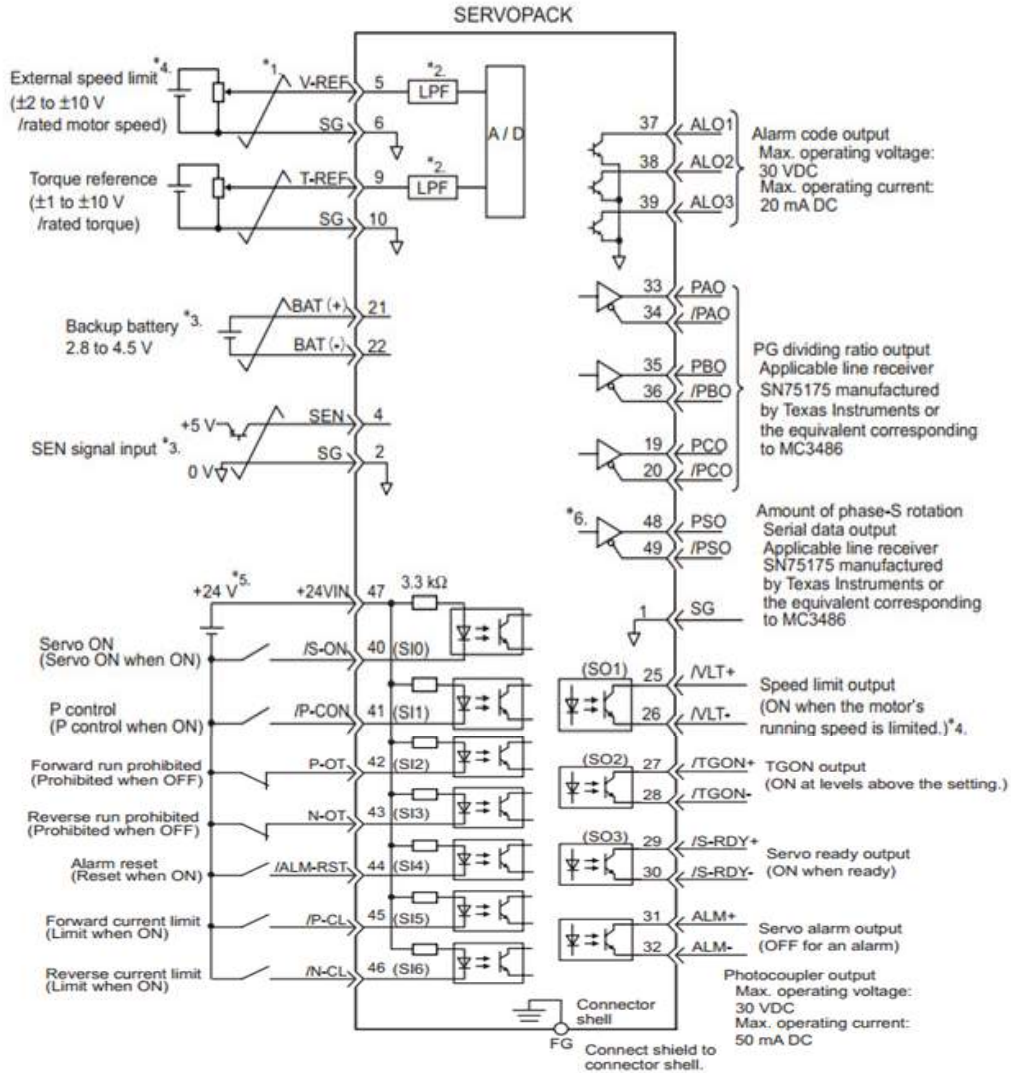 SERVOPACK
External speed limit *4.
(±2 to ±10 V
/rated motor speed)
*1.
V-REF
5
*2.
LPF
SG
6
A / D
Torque reference
(±1 to ±10 V
/rated torque)
T-REF
9
*2.
LPF
SG
10
Backup battery *3.
2.8 to 4.5 V
BAT (+)
21
BAT (-)
22
SEN signal input *3.
+5 V
SEN
4
0 V
SG
2
+24 V *5.
+24VIN
47
3.3 kΩ
Servo ON
(Servo ON when ON)
/S-ON
40
(SI0)
P control
(P control when ON)
/P-CON
41
(SI1)
Forward run prohibited
(Prohibited when OFF)
P-OT
42
(SI2)
Reverse run prohibited
(Prohibited when OFF)
N-OT
43
(SI3)
Alarm reset
(Reset when ON)
/ALM-RST
44
(SI4)
Forward current limit
(Limit when ON)
/P-CL
45
(SI5)
Reverse current limit
(Limit when ON)
/N-CL
46
(SI6)
37
ALO1
38
ALO2
39
ALO3
Alarm code output
Max. operating voltage:
30 VDC
Max. operating current:
20 mA DC
33
PAO
34
/PAO
35
PBO
36
/PBO
19
PCO
20
/PCO
PG dividing ratio output
Applicable line receiver
SN75175 manufactured
by Texas Instruments or
the equivalent corresponding
to MC3486
*6.
48
PSO
49
/PSO
Amount of phase-S rotation
Serial data output
Applicable line receiver
SN75175 manufactured
by Texas Instruments or
the equivalent corresponding
to MC3486
1
SG
(SO1)
25
/VLT+
26
/VLT-
Speed limit output
(ON when the motor's
running speed is limited.)*4.
(SO2)
27
/TGON+
28
/TGON-
TGON output
(ON at levels above the setting.)
(SO3)
29
/S-RDY+
30
/S-RDY-
Servo ready output
(ON when ready)
31
ALM+
32
ALM-
Servo alarm output
(OFF for an alarm)
Photocoupler output
Max. operating voltage:
30 VDC
Max. operating current:
50 mA DC
Connector
shell
FG
Connect shield to
connector shell.